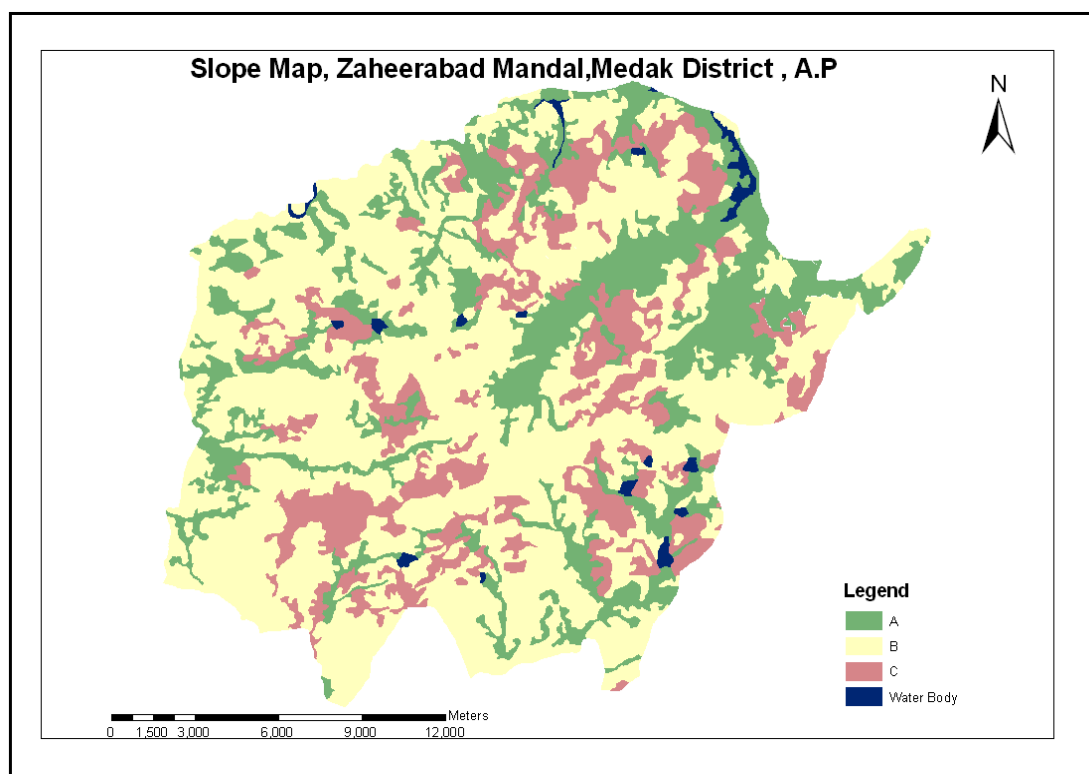 Slope Map, Zaheerabad Mandal,Medak District , A.P
N
Legend
A
B
C
Water Body
Meters
0 1,500 3,000 6,000 9,000 12,000